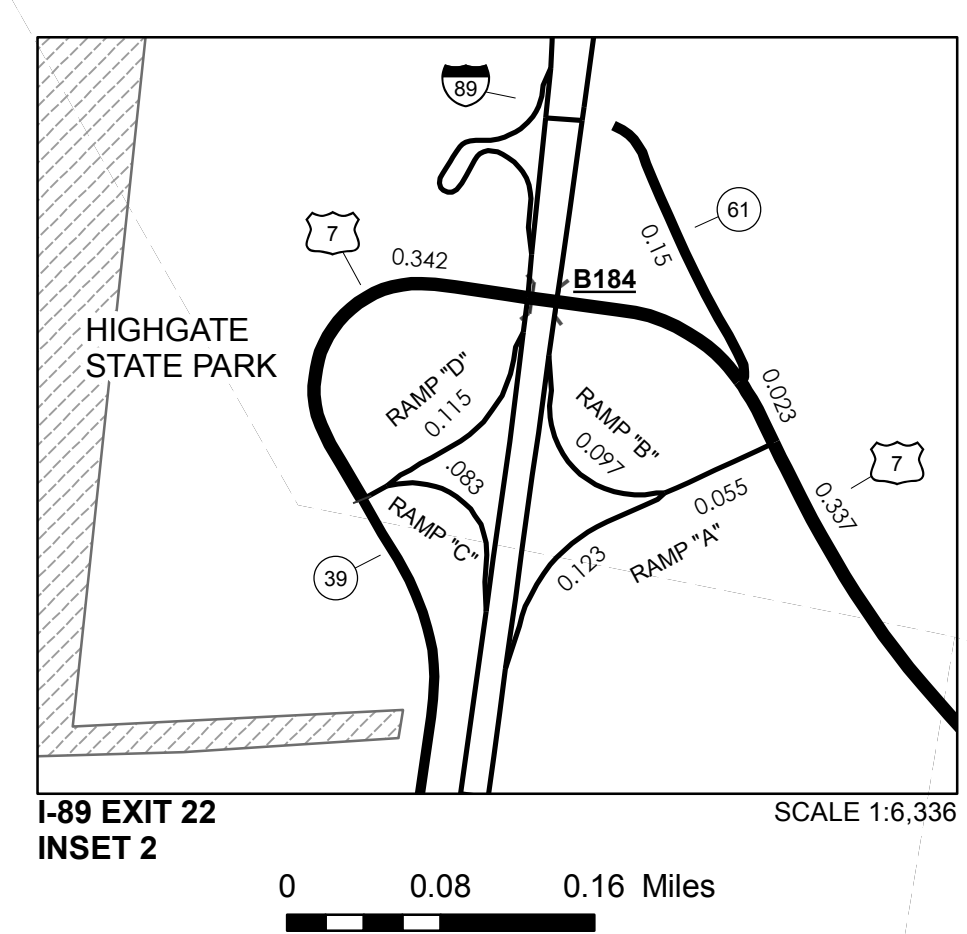 89
61
7
0.342
0.15
B184
HIGHGATE
STATE PARK
RAMP "D"
0.115
RAMP "B"
0.097
0.023
.083
7
0.055
0.337
RAMP "C"
RAMP "A"
0.123
39
I-89 EXIT 22
INSET 2
SCALE 1:6,336
0 0.08 0.16 Miles